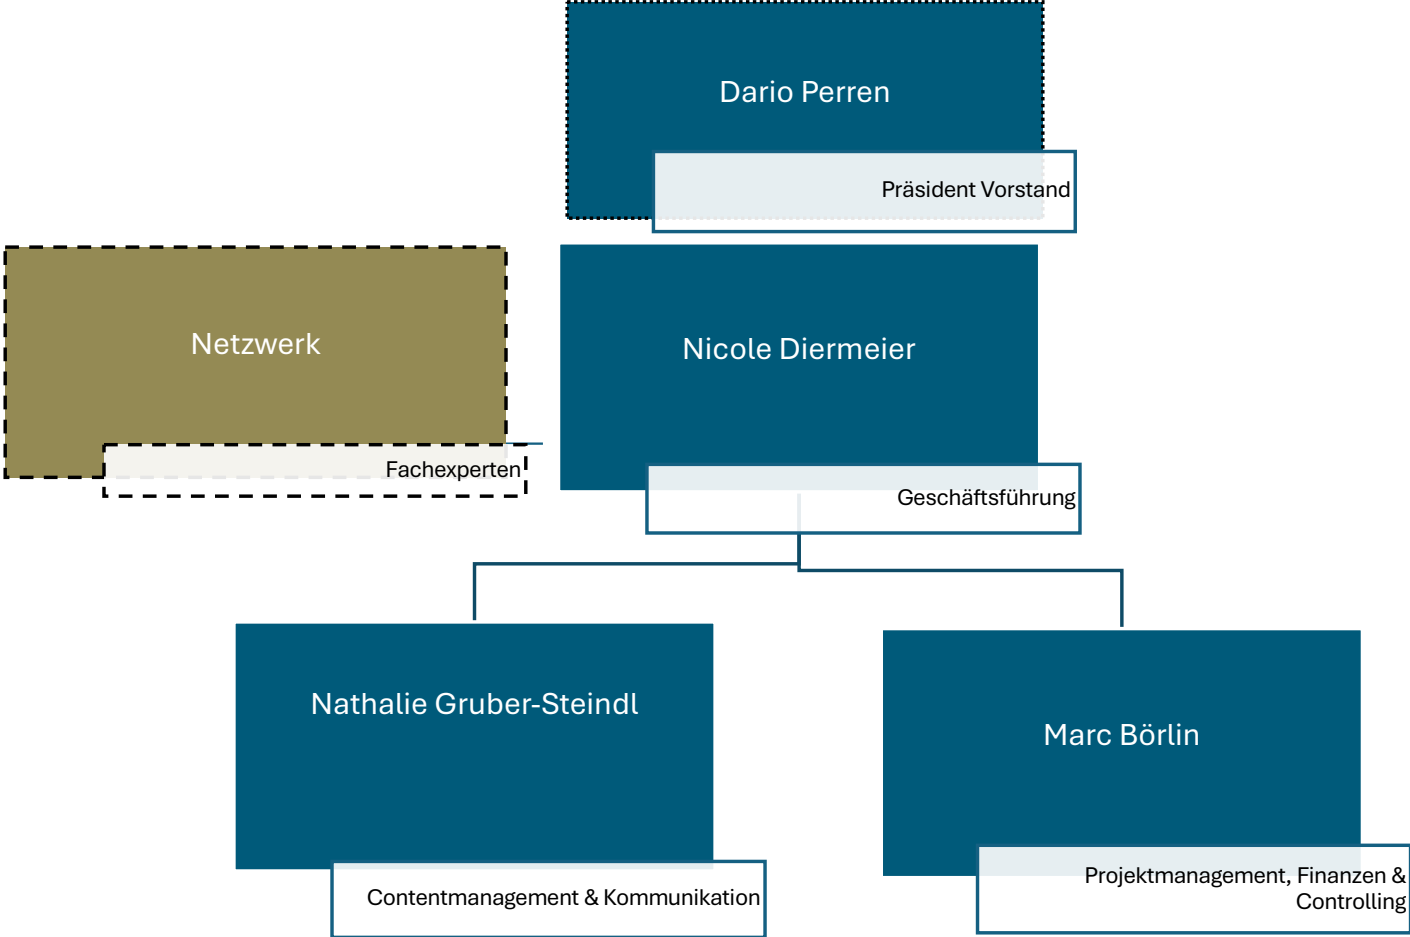 Dario Perren
Präsident Vorstand
Netzwerk
Fachexperten
Nicole Diermeier
Geschäftsführung
Nathalie Gruber-Steindl
Contentmanagement & Kommunikation
Marc Börlin
Projektmanagement, Finanzen &
Controlling